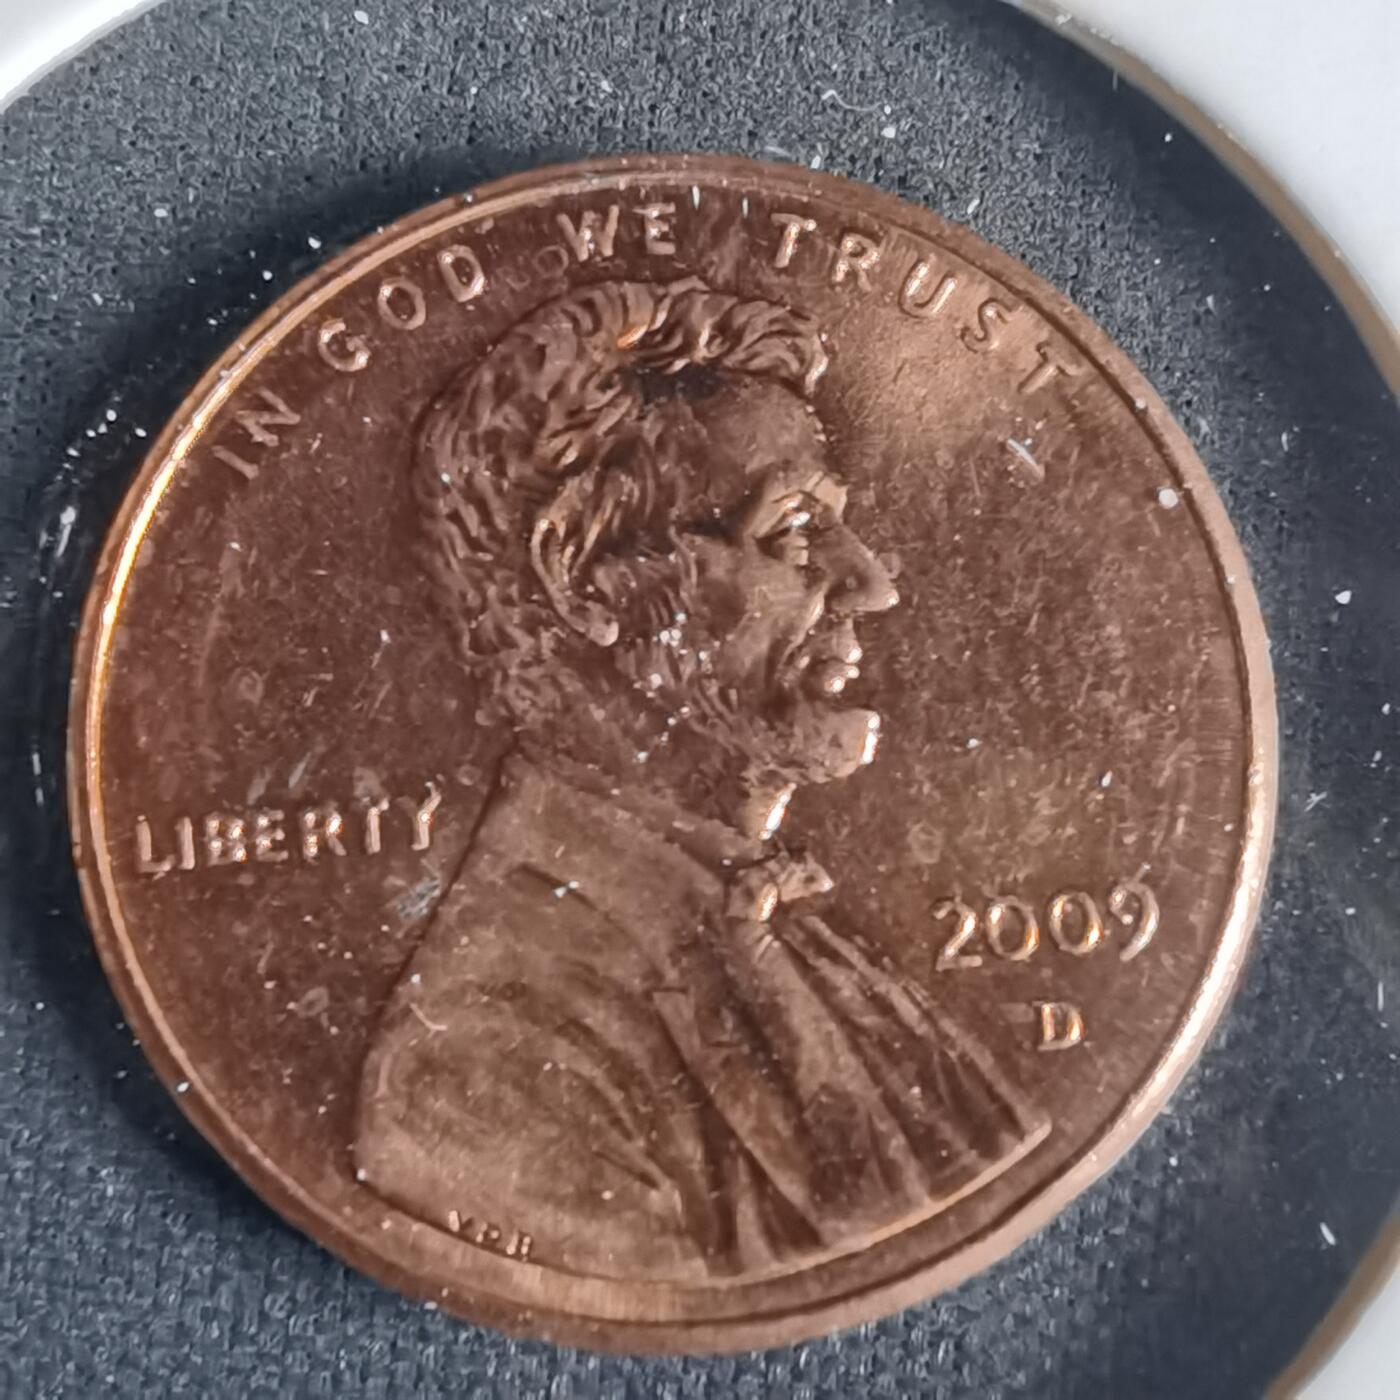 IN GOD WE TRUST
LIBERTY
2009
D
VDB